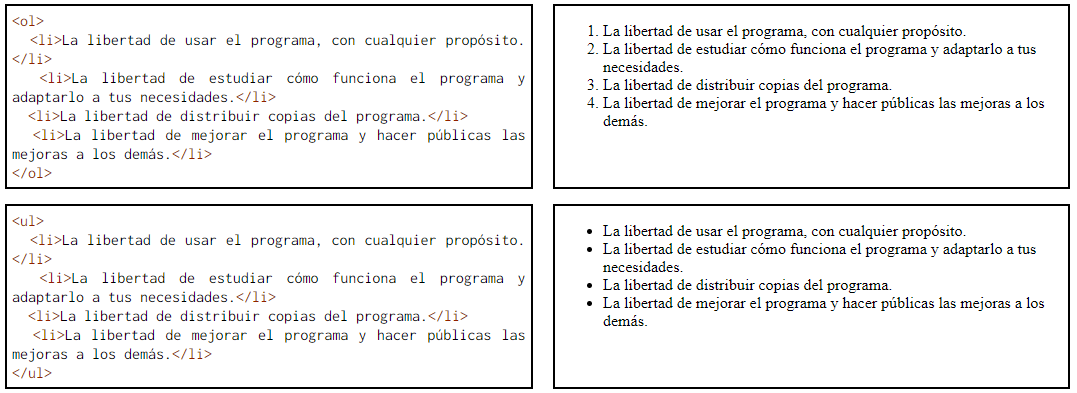 <ol>
<li>La libertad de usar el programa, con cualquier propósito.
</li>
<li>La libertad de estudiar cómo funciona el programa y
adaptarlo a tus necesidades.</li>
<li>La libertad de distribuir copias del programa.</li>
<li>La libertad de mejorar el programa y hacer públicas las
mejoras a los demás.</li>
</ol>
1. La libertad de usar el programa, con cualquier propósito.
2. La libertad de estudiar cómo funciona el programa y adaptarlo a tus
necesidades.
3. La libertad de distribuir copias del programa.
4. La libertad de mejorar el programa y hacer públicas las mejoras a los
demás.
<ul>
<li>La libertad de usar el programa, con cualquier propósito.
</li>
<li>La libertad de estudiar cómo funciona el programa y
adaptarlo a tus necesidades.</li>
<li>La libertad de distribuir copias del programa.</li>
<li>La libertad de mejorar el programa y hacer públicas las
mejoras a los demás.</li>
</ul>
• La libertad de usar el programa, con cualquier propósito.
• La libertad de estudiar cómo funciona el programa y adaptarlo a tus
necesidades.
• La libertad de distribuir copias del programa.
• La libertad de mejorar el programa y hacer públicas las mejoras a los
demás.